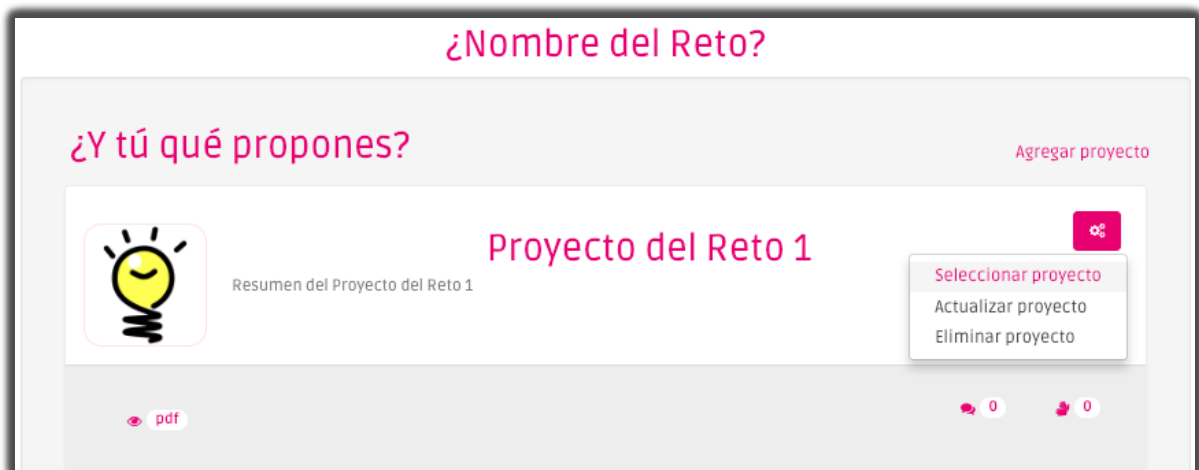 ¿Nombre del Reto?
¿Y tú qué propones?
Agregar proyecto
Proyecto del Reto 1
Resumen del Proyecto del Reto 1
Seleccionar proyecto
Actualizar proyecto
Eliminar proyecto
pdf
0
0